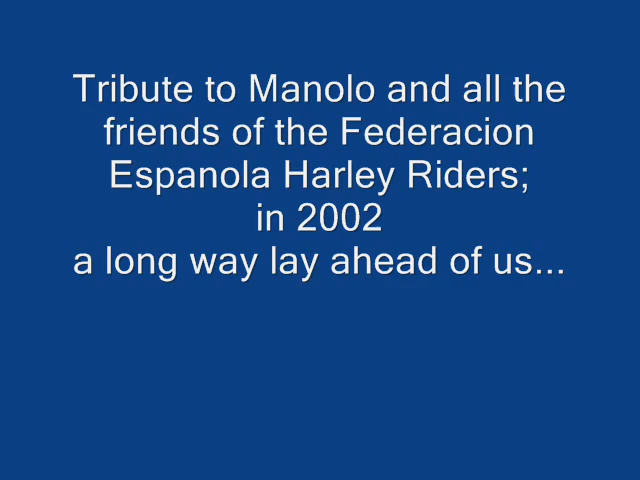 Tribute to Manolo and all the
friends of the Federacion
Espanola Harley Riders;
in 2002
a long way lay ahead of us...